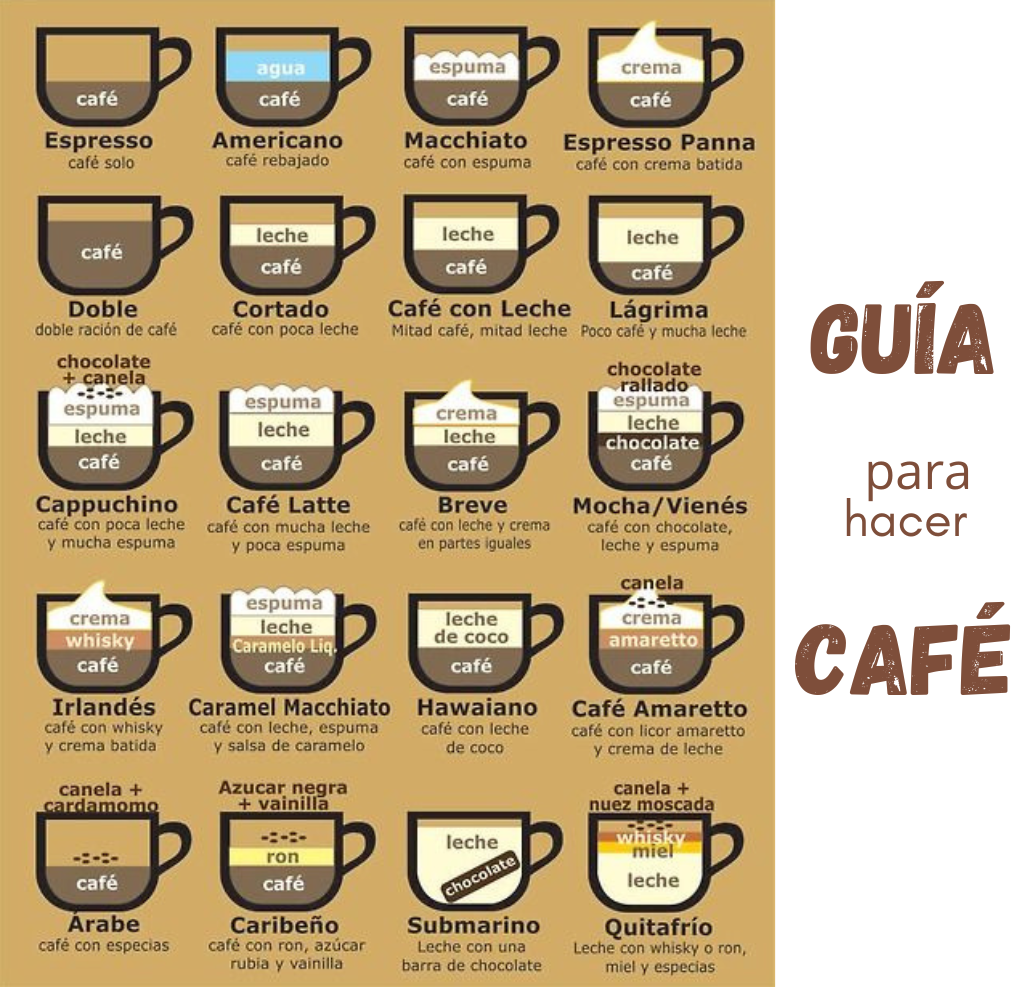 café
Espresso
café solo
agua
café
Americano
café rebajado
espuma
café
Macchiato
café con espuma
crema
café
Espresso Panna
café con crema batida
café
Doble
doble ración de café
leche
café
Cortado
café con poca leche
leche
café
Café con Leche
Mitad café, mitad leche
leche
café
Lágrima
Poco café y mucha leche
chocolate
+ canela
espuma
leche
café
Cappuchino
café con poca leche
y mucha espuma
espuma
leche
café
Café Latte
café con mucha leche
y poca espuma
crema
leche
café
Breve
café con leche y crema
en partes iguales
chocolate
rallado
espuma
leche
chocolate
café
Mocha/Vienés
café con chocolate,
leche y espuma
crema
whisky
café
Irlandés
café con whisky
y crema batida
espuma
leche
Caramelo Liq.
café
Caramel Macchiato
café con leche, espuma
y salsa de caramelo
leche
de coco
café
Hawaiano
café con leche
de coco
canela
crema
amaretto
café
Café Amaretto
café con licor amaretto
y crema de leche
canela +
cardamomo
café
Árabe
café con especias
Azucar negra
+ vainilla
ron
café
Caribeño
café con ron, azúcar
rubia y vainilla
leche
chocolate
Submarino
Leche con una
barra de chocolate
canela +
nuez moscada
whisky
miel
leche
Quitafrío
Leche con whisky o ron,
miel y especias
GUÍA
para
hacer
CAFÉ